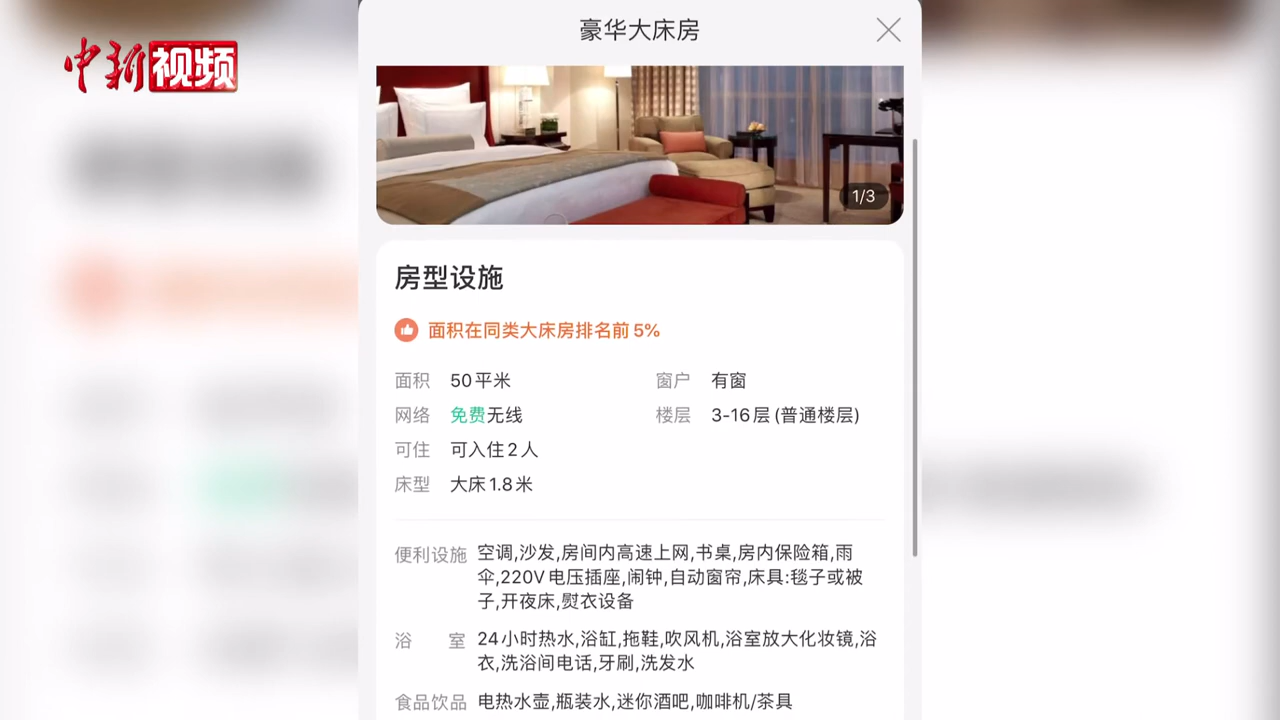 中新视频
豪华大床房
1/3
房型设施
面积在同类大床房排名前5%
面积 50平米 窗户 有窗
网络 免费无线 楼层 3-16层(普通楼层)
可住 可入住2人
床型 大床1.8米
便利设施 空调,沙发,房间内高速上网,书桌,房内保险箱,雨
伞,220V电压插座,闹钟,自动窗帘,床具:毯子或被
子,开夜床,熨衣设备
浴室 24小时热水,浴缸,拖鞋,吹风机,浴室放大化妆镜,浴
衣,洗浴间电话,牙刷,洗发水
食品饮品 电热水壶,瓶装水,迷你酒吧,咖啡机/茶具